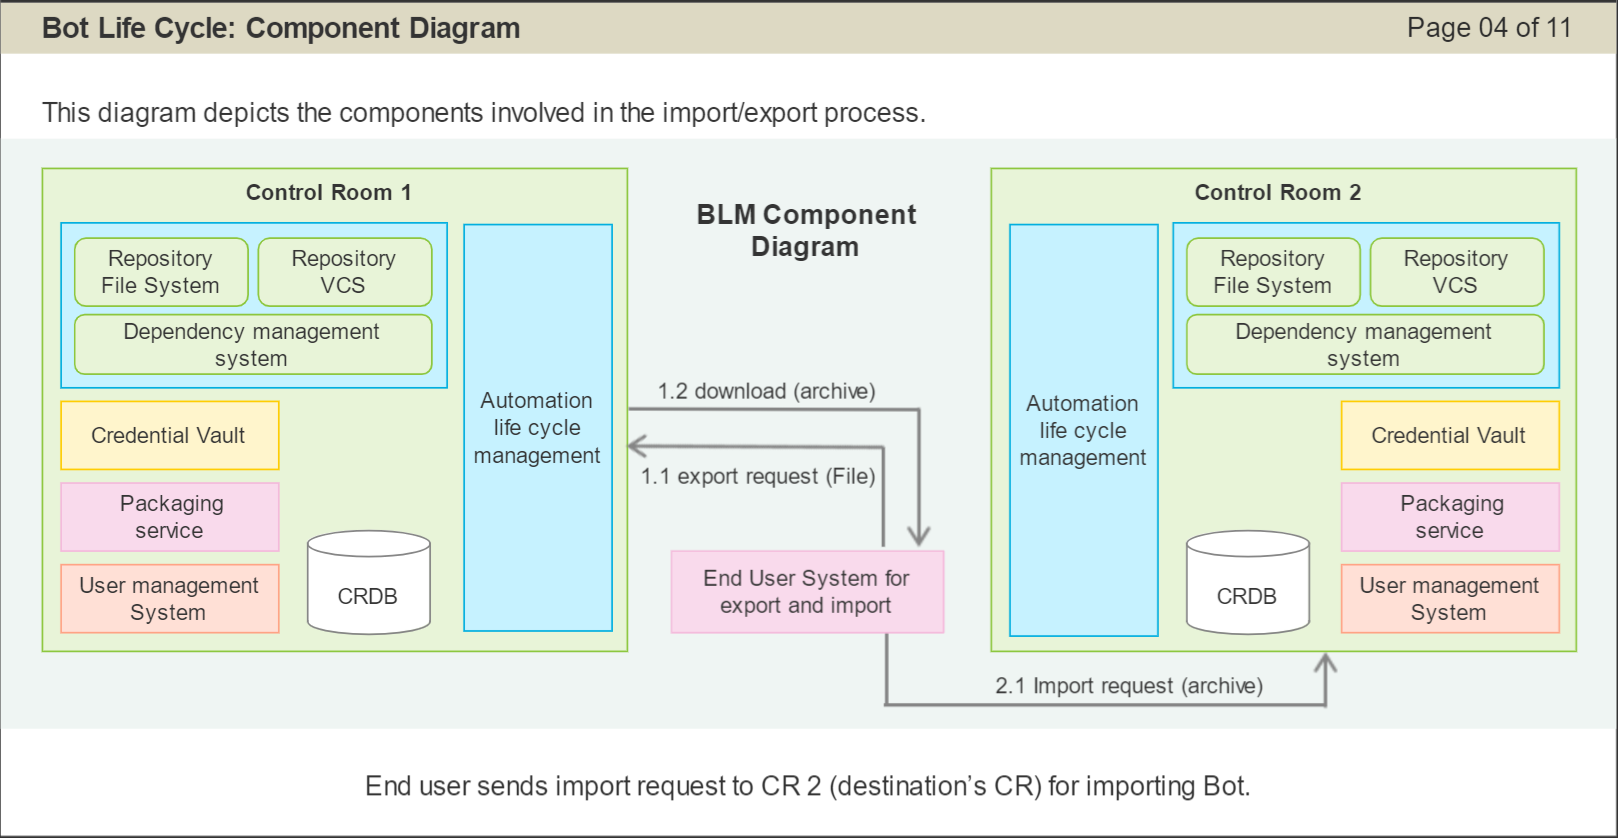 Bot Life Cycle: Component Diagram
Page 04 of 11
This diagram depicts the components involved in the import/export process.
Control Room 1
Repository
File System
Repository
VCS
Dependency management
system
Credential Vault
Packaging
service
User management
System
CRDB
Automation
life cycle
management
BLM Component
Diagram
1.2 download (archive)
1.1 export request (File)
End User System for
export and import
2.1 Import request (archive)
Control Room 2
Automation
life cycle
management
Repository
File System
Repository
VCS
Dependency management
system
Credential Vault
Packaging
service
User management
System
CRDB
End user sends import request to CR 2 (destination’s CR) for importing Bot.